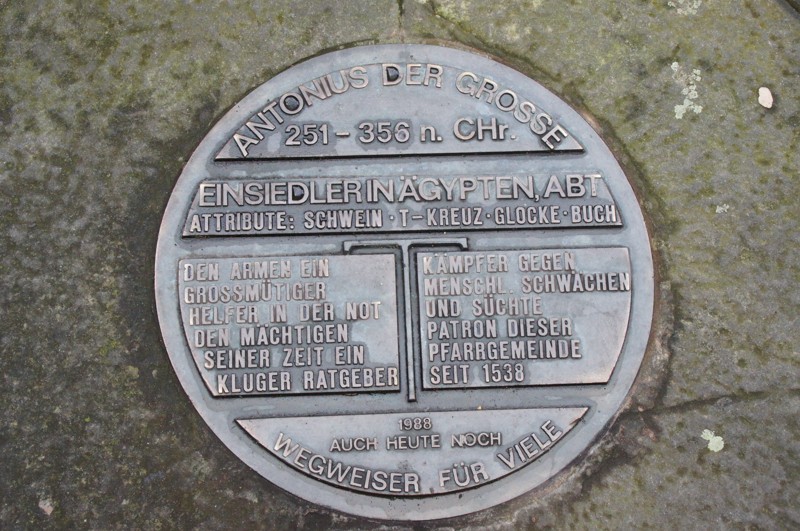 ANTONIUS DER GROSSE
251 – 356 n. CHr.
EINSIEDLER IN ÄGYPTEN, ABT
ATTRIBUTE: SCHWEIN · T-KREUZ · GLOCKE · BUCH
DEN ARMEN EIN
GROSSMÜTIGER
HELFER IN DER NOT
DEN MÄCHTIGEN
SEINER ZEIT EIN
KLUGER RATGEBER
KÄMPFER GEGEN
MENSCHL. SCHWÄCHEN
UND SÜCHTE
PATRON DIESER
PFARRGEMEINDE
SEIT 1538
1988
AUCH HEUTE NOCH
WEGWEISER FÜR VIELE